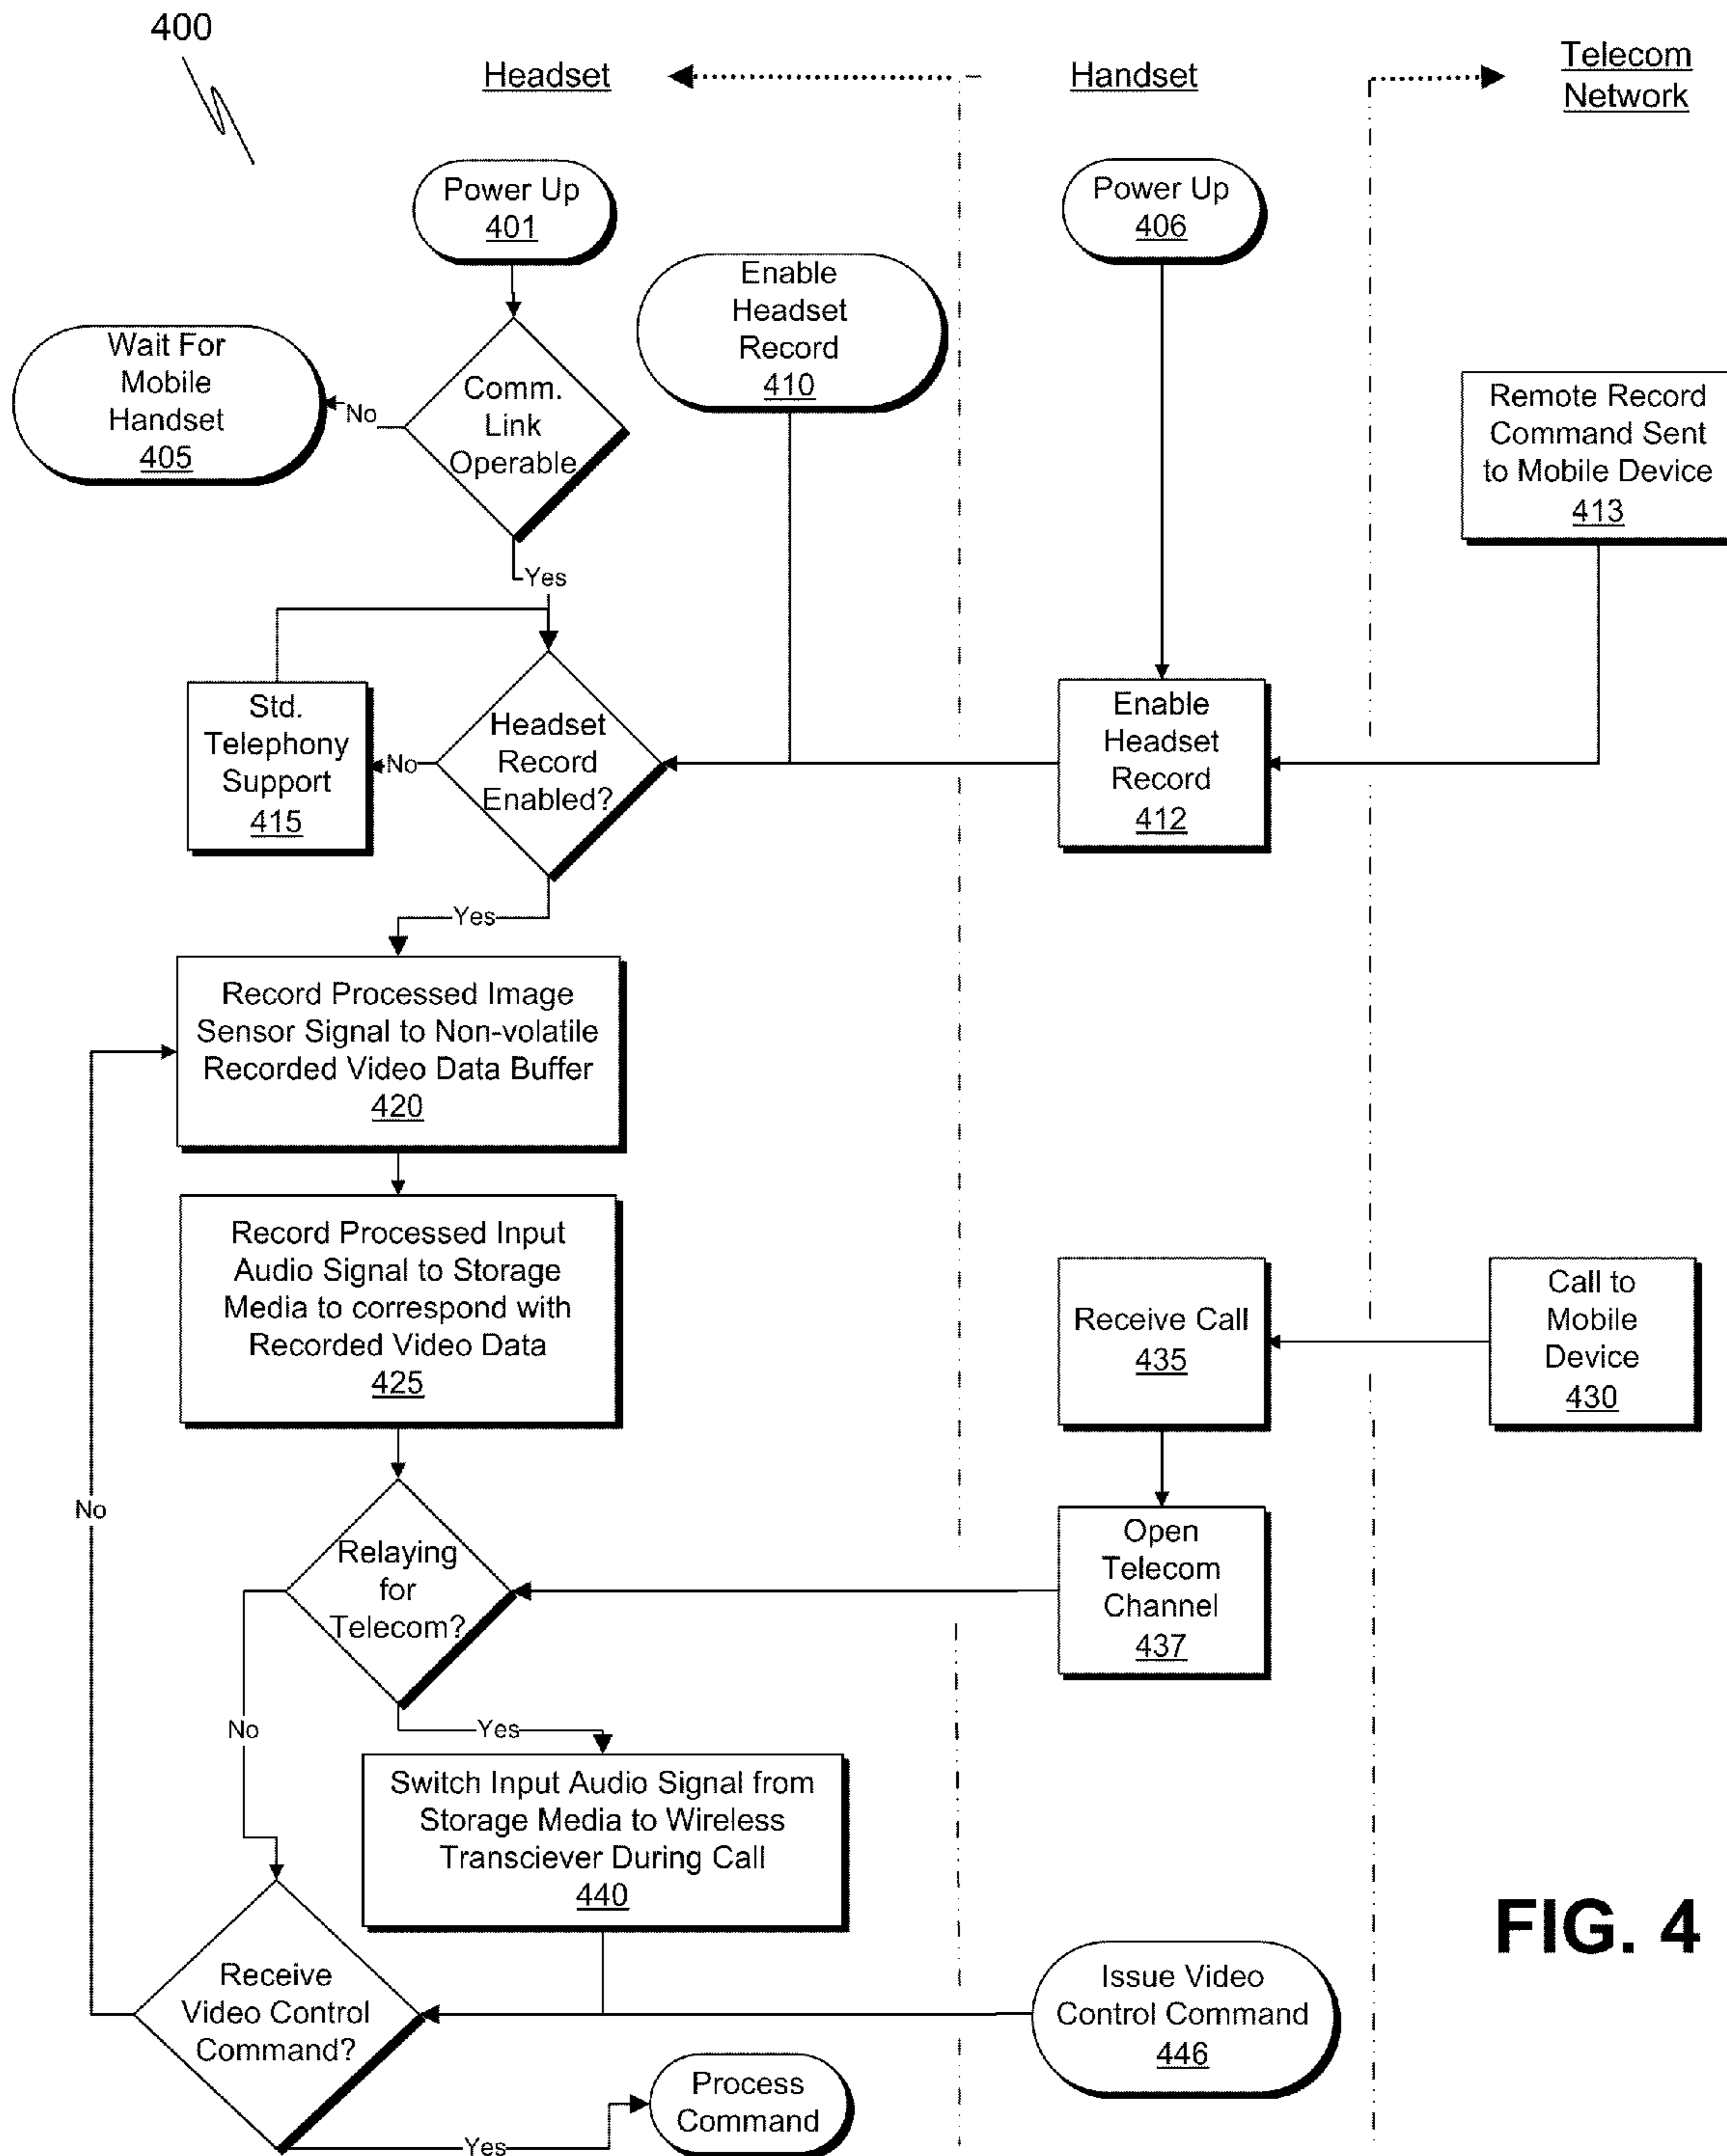 400
Headset
Handset
Telecom
Network
Power Up
401
Power Up
406
Enable
Headset
Record
410
Wait For
Mobile
Handset
405
No
Comm.
Link
Operable
Remote Record
Command Sent
to Mobile Device
413
Yes
Std.
Telephony
Support
415
No
Headset
Record
Enabled?
Enable
Headset
Record
412
Yes
Record Processed Image
Sensor Signal to Non-volatile
Recorded Video Data Buffer
420
Record Processed Input
Audio Signal to Storage
Media to correspond with
Recorded Video Data
425
Receive Call
435
Call to
Mobile
Device
430
No
Relaying
for
Telecom?
Open
Telecom
Channel
437
No
Yes
Switch Input Audio Signal from
Storage Media to Wireless
Transciever During Call
440
Receive
Video Control
Command?
Issue Video
Control Command
446
Process
Command
Yes
FIG. 4